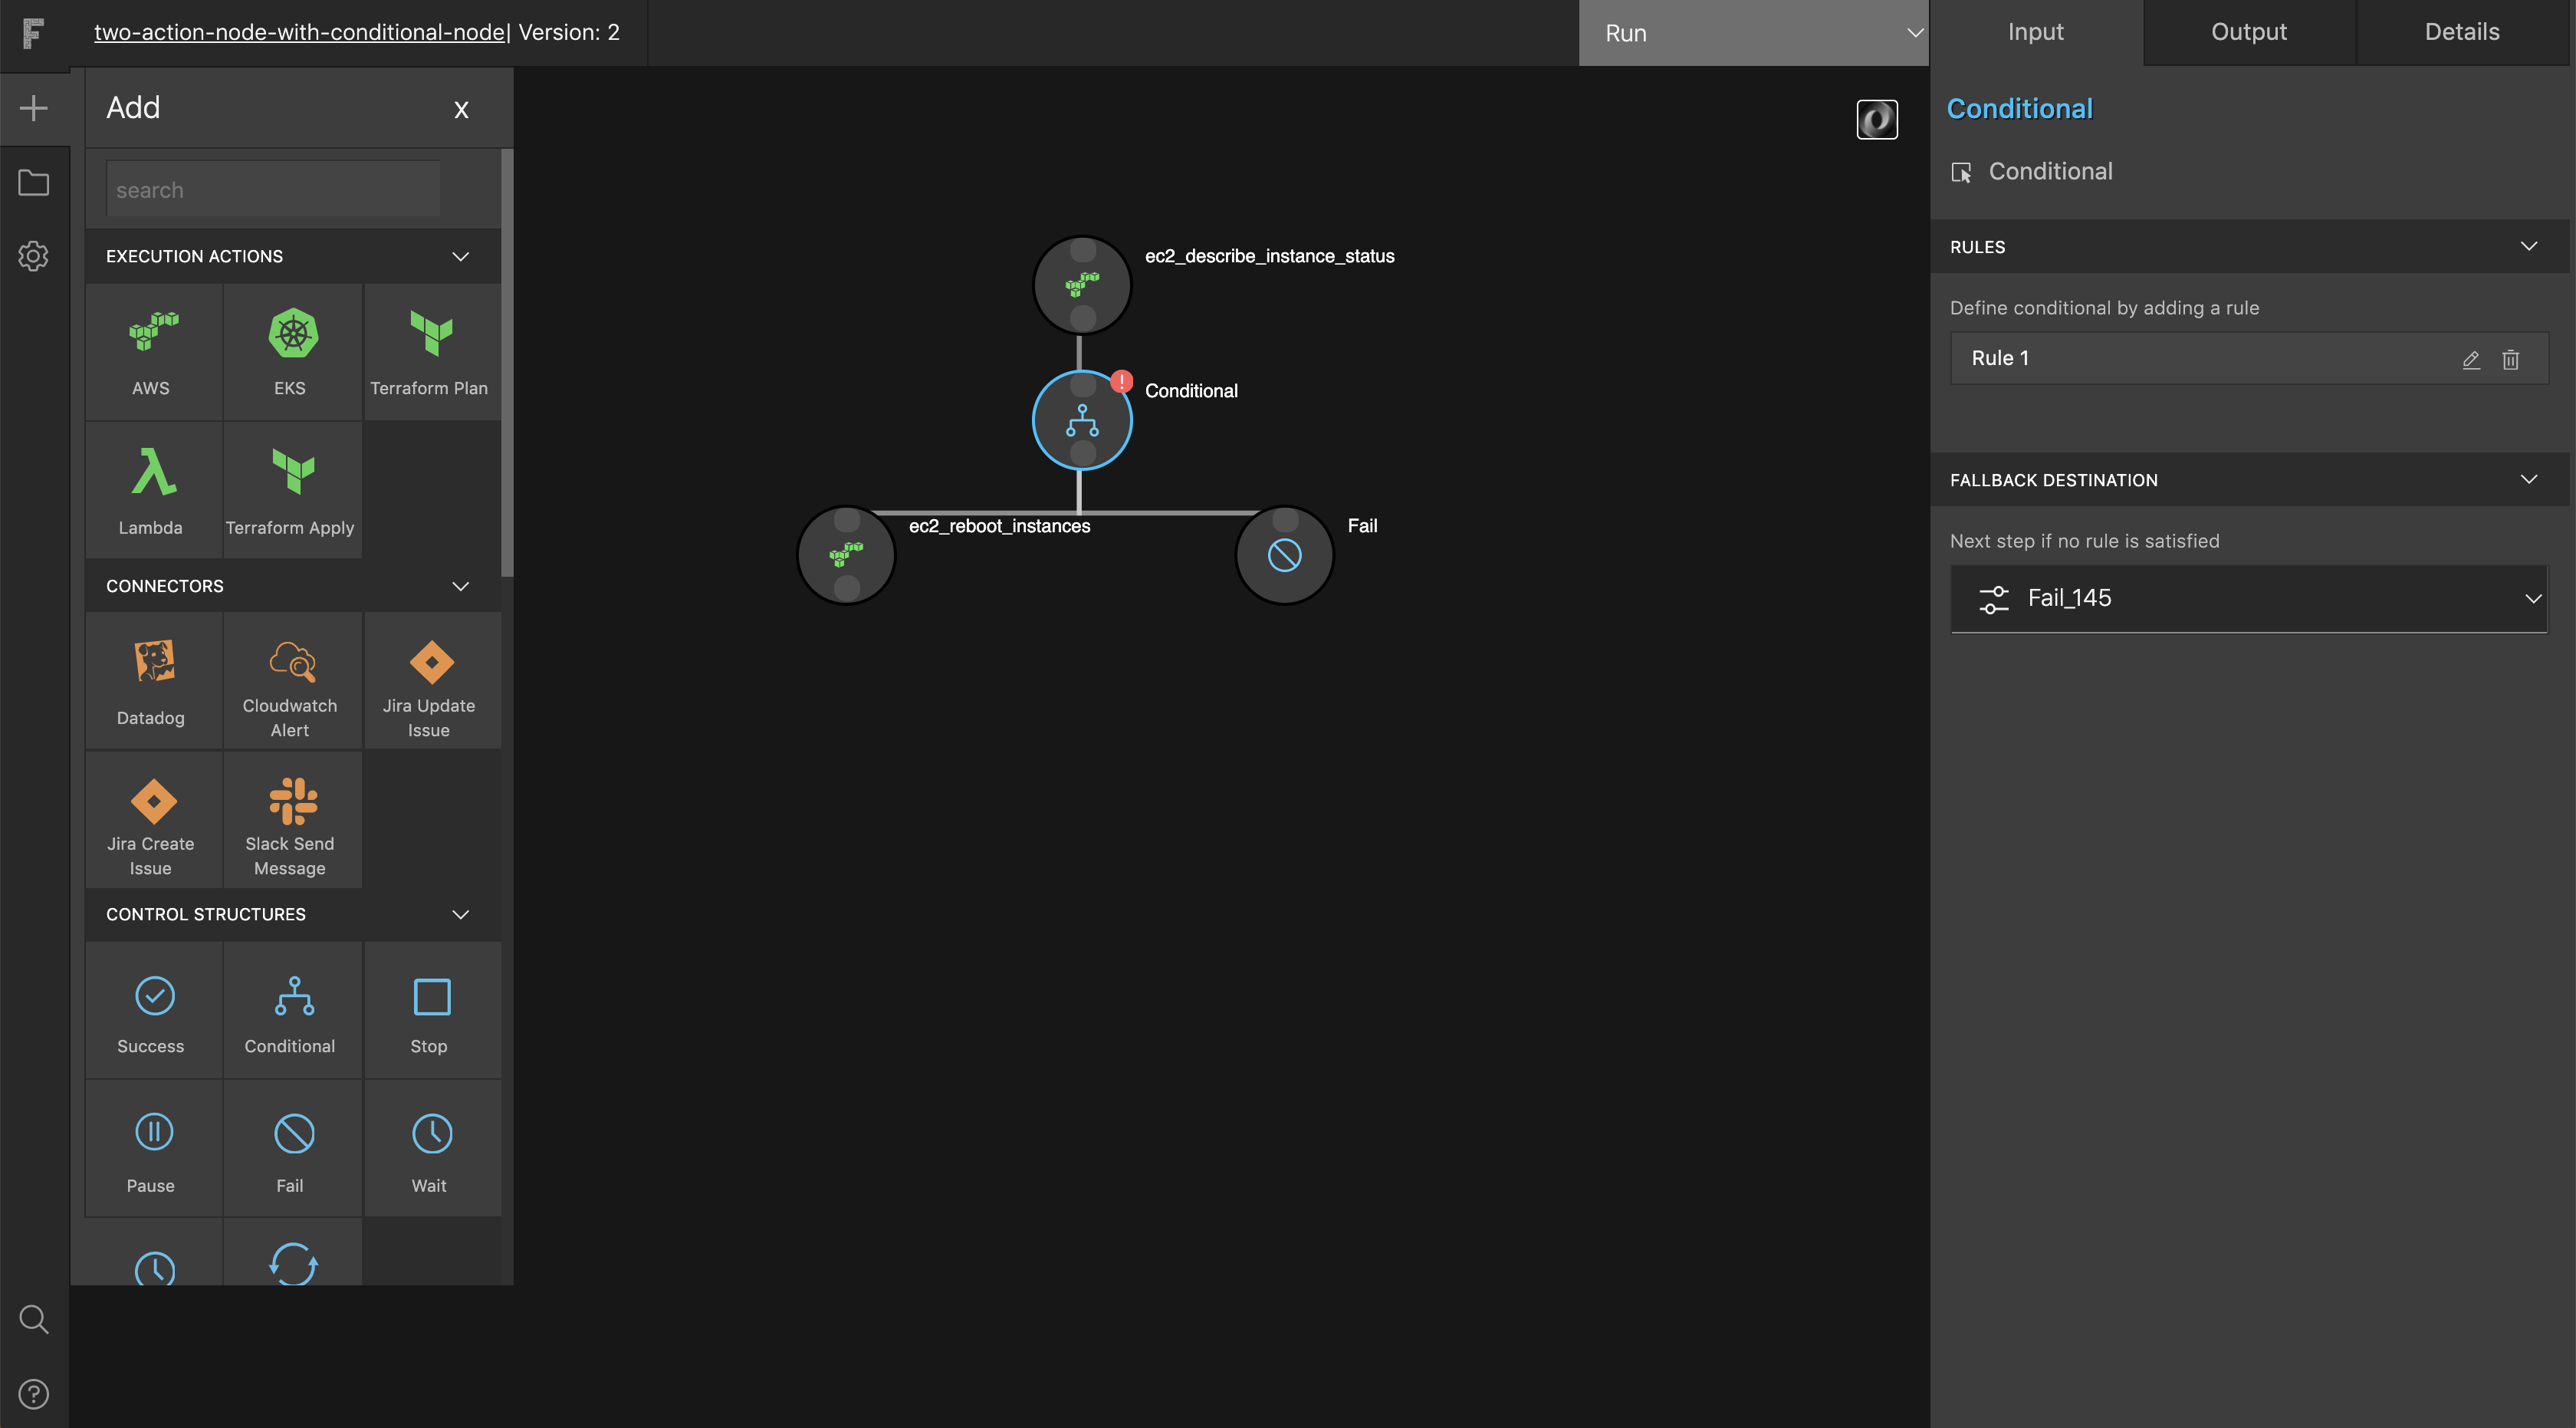 two-action-node-with-conditional-node| Version: 2
Run
Input
Output
Details
Add
x
search
EXECUTION ACTIONS
AWS
EKS
Terraform Plan
Lambda
Terraform Apply
CONNECTORS
Datadog
Cloudwatch
Alert
Jira Update
Issue
Jira Create
Issue
Slack Send
Message
CONTROL STRUCTURES
Success
Conditional
Stop
Pause
Fail
Wait
ec2_describe_instance_status
Conditional
ec2_reboot_instances
Fail
Conditional
Conditional
RULES
Define conditional by adding a rule
Rule 1
FALLBACK DESTINATION
Next step if no rule is satisfied
Fail_145